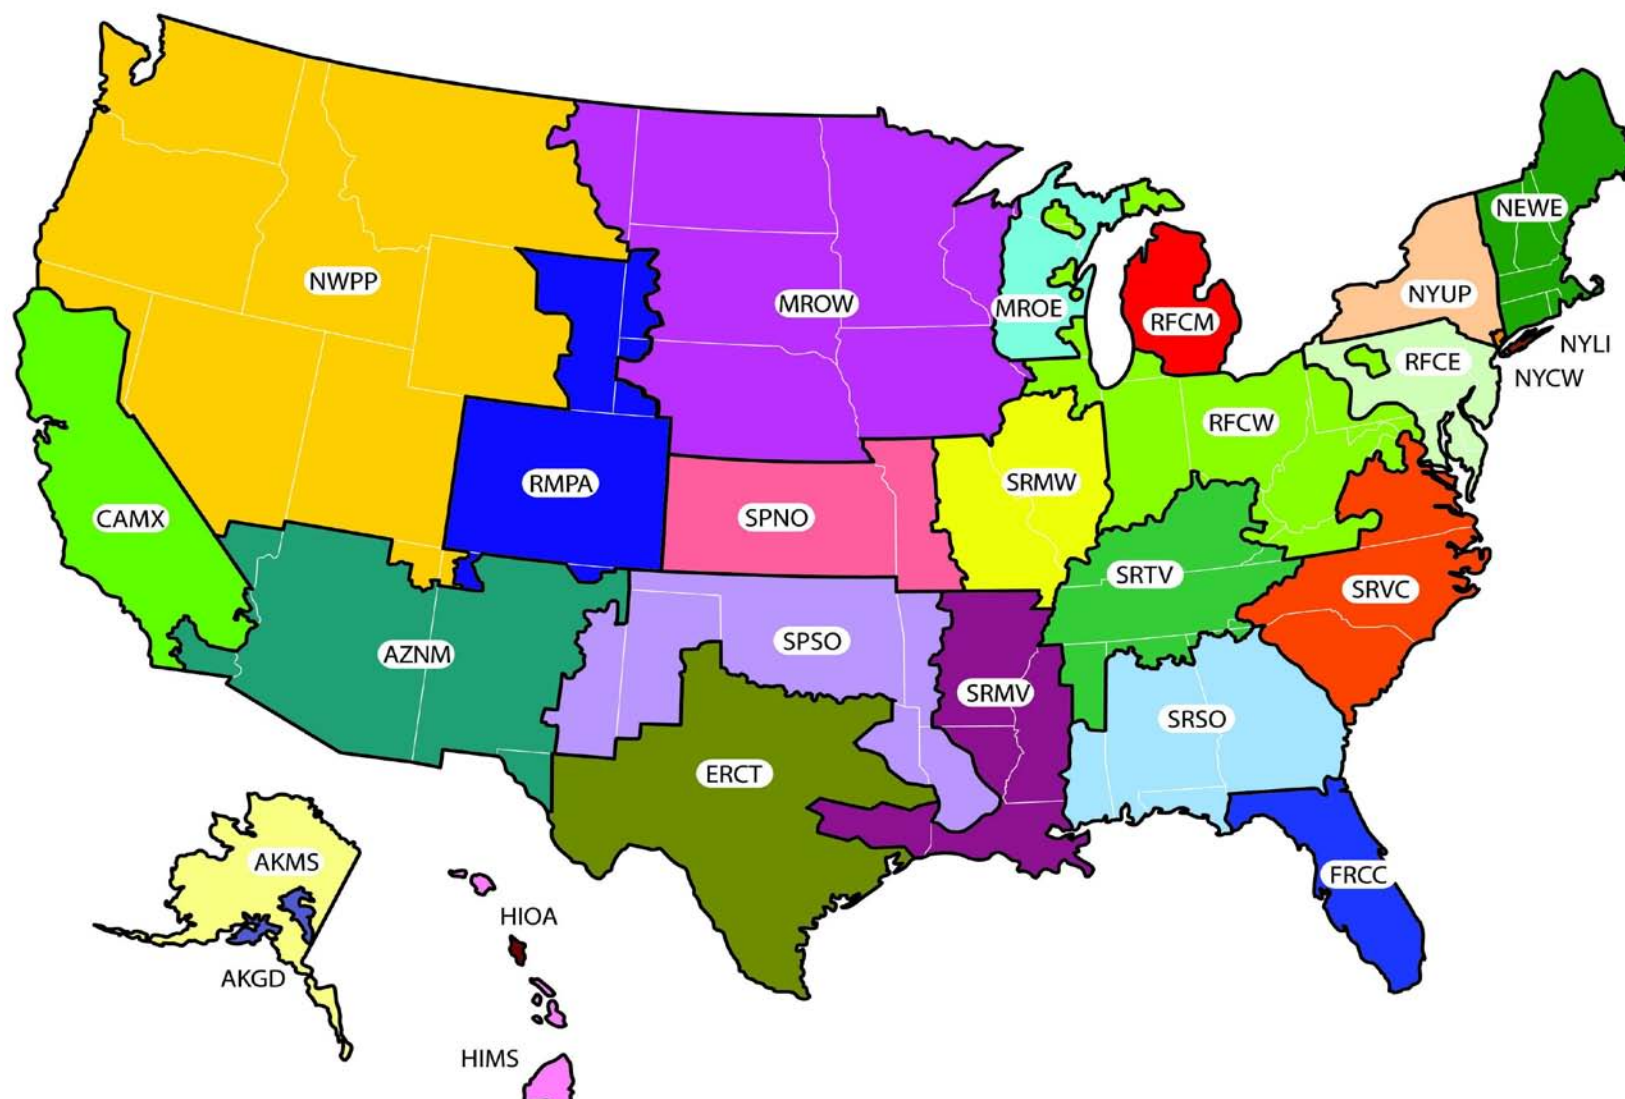 NEWE
NWPP
NYUP
MROW
MROE
RFCM
NYLI
RFCE
NYCW
RFCW
RMPA
SRMW
CAMX
SPNO
SRTV
SRVC
SPSO
AZNM
SRMV
SRSO
ERCT
AKMS
FRCC
HIOA
AKGD
HIMS